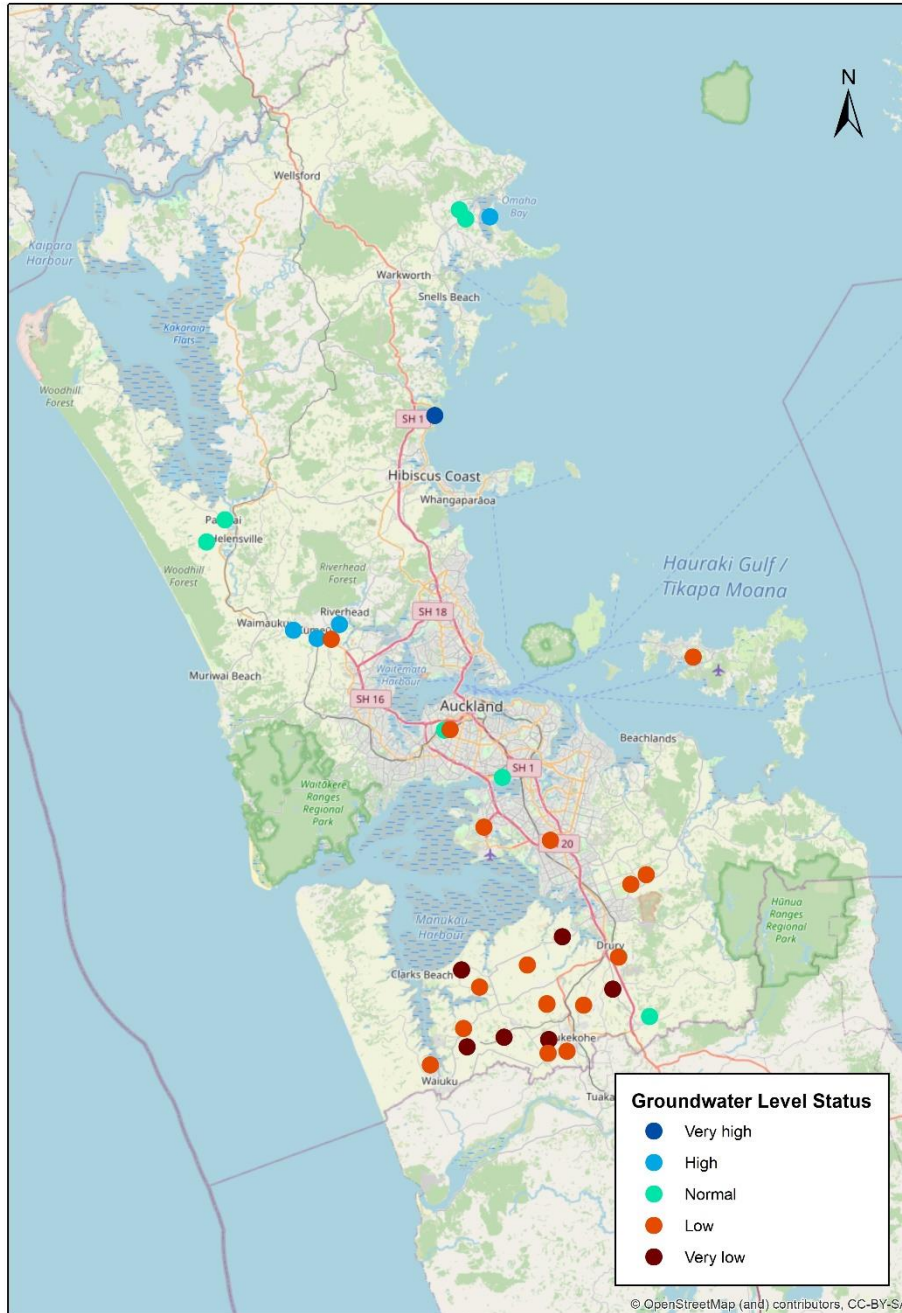 N
Wellsford
Omaha
Bay
Kaipara
Harbour
Warkworth
Snells Beach
Kakaraia
Flats
Woodhill
Forest
SH 1
Hibiscus Coast
Whangaparāoa
Helensville
Woodhill
Forest
Riverhead
Forest
Hauraki Gulf /
Tīkapa Moana
Riverhead
SH 18
Waimauku
Muriwai Beach
Waitematā
Harbour
SH 16
Auckland
Beachlands
SH 1
Waitākere
Ranges
Regional
Park
20
Hūnua
Ranges
Regional
Park
Manukau
Harbour
Drury
Clarks Beach
Waiuku
Tuaka
Groundwater Level Status
Very high
High
Normal
Low
Very low
© OpenStreetMap (and) contributors, CC-BY-SA